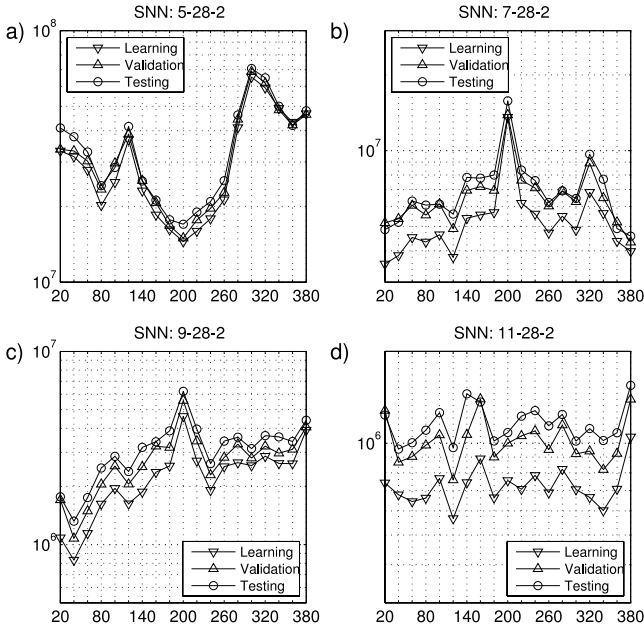 SNN: 5-28-2
a)
10^8
Learning
Validation
Testing
10^7
20 80 140 200 260 320 380
SNN: 7-28-2
b)
Learning
Validation
Testing
10^7
20 80 140 200 260 320 380
SNN: 9-28-2
c)
10^7
10^6
Learning
Validation
Testing
20 80 140 200 260 320 380
SNN: 11-28-2
d)
10^6
Learning
Validation
Testing
20 80 140 200 260 320 380